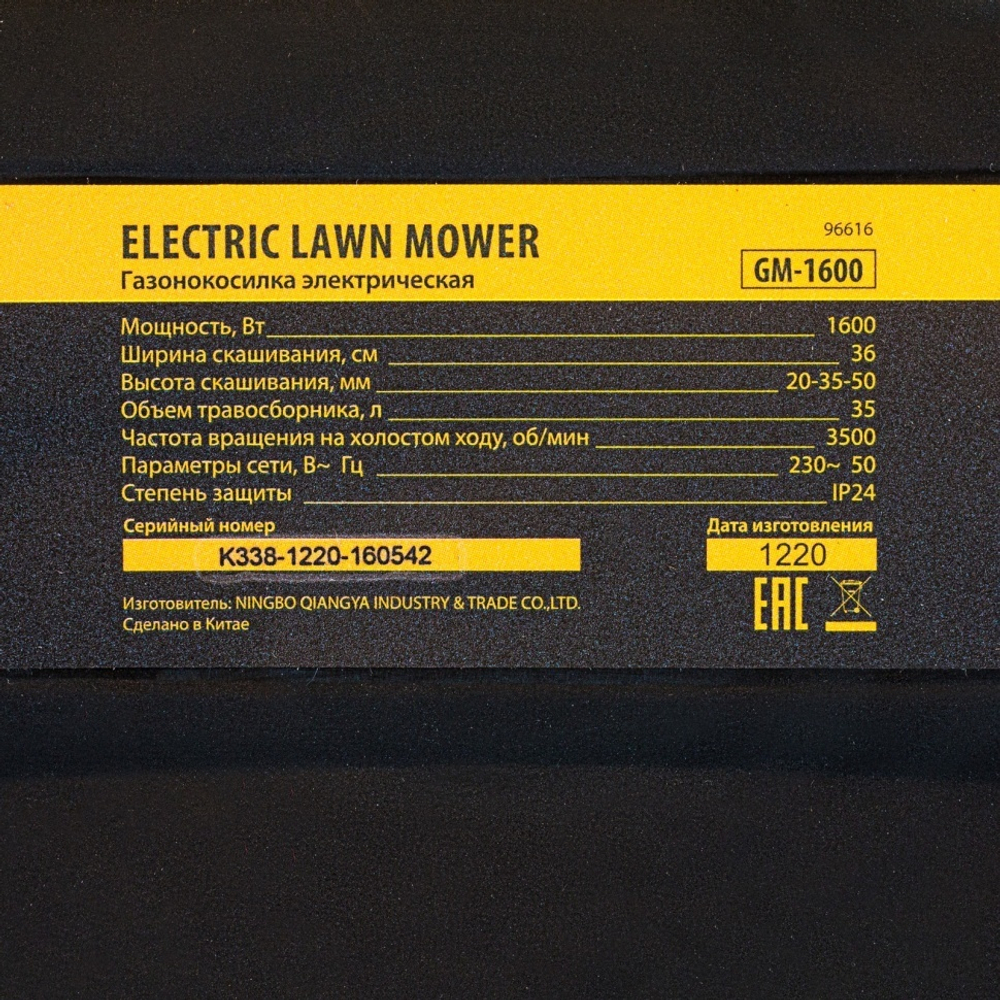 ELECTRIC LAWN MOWER
Газонокосилка электрическая
96616
GM-1600
Мощность, Вт 1600
Ширина скашивания, см 36
Высота скашивания, мм 20-35-50
Объем травосборника, л 35
Частота вращения на холостом ходу, об/мин 3500
Параметры сети, В~ Гц 230~ 50
Степень защиты IP24
Серийный номер
K338-1220-160542
Дата изготовления
1220
Изготовитель: NINGBO QIANGYA INDUSTRY & TRADE CO.,LTD.
Сделано в Китае
EAC